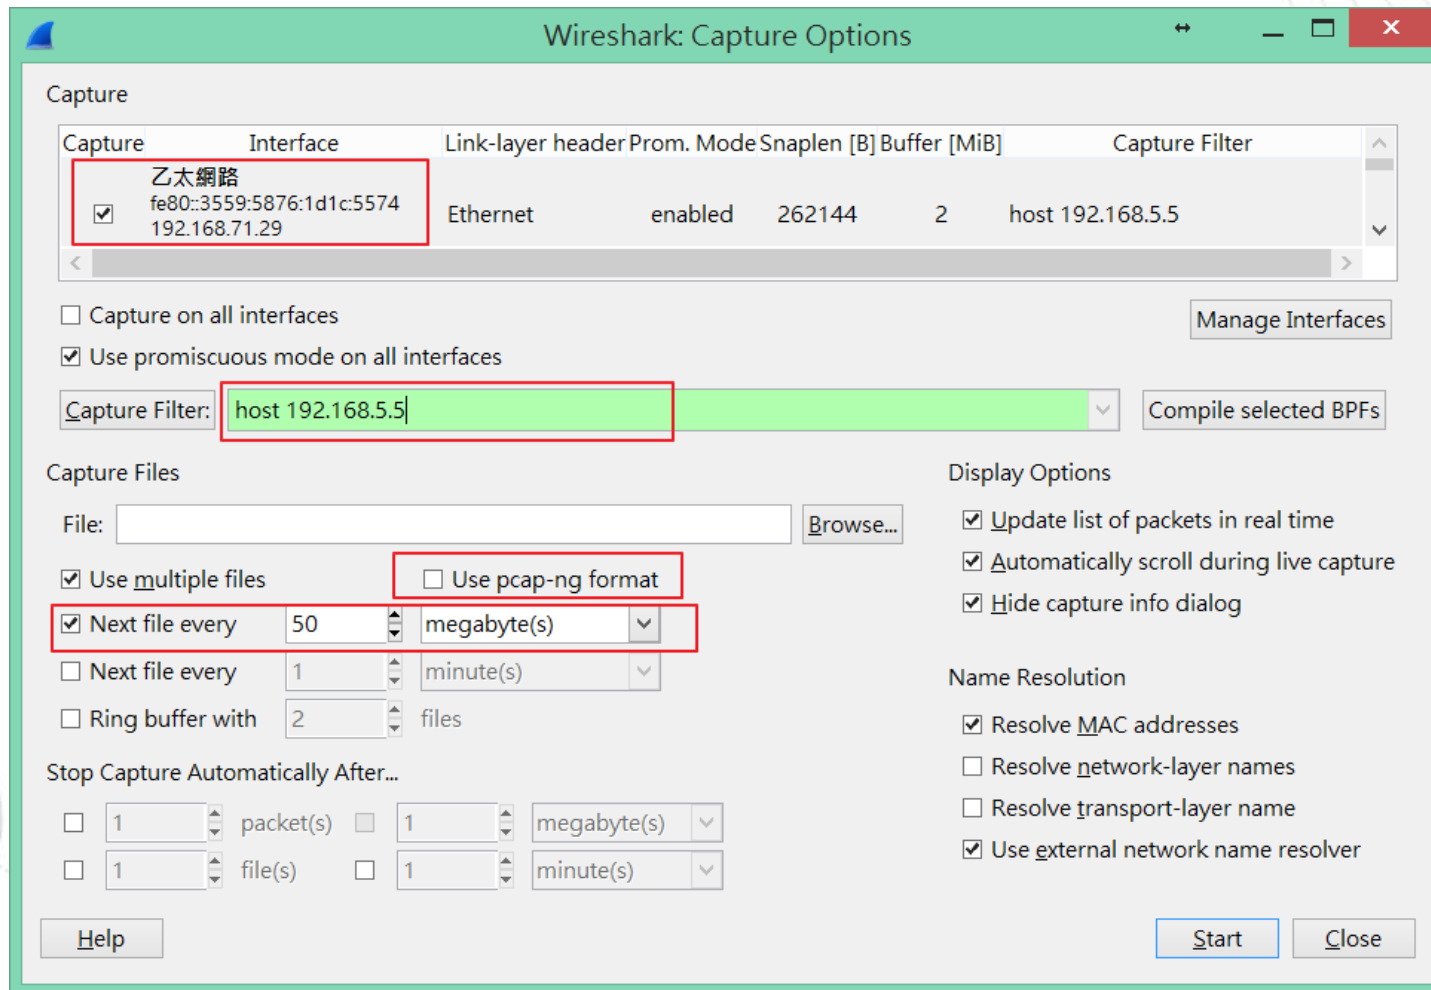 Wireshark: Capture Options
Capture
Capture Interface Link-layer header Prom. Mode Snaplen [B] Buffer [MiB] Capture Filter
乙太網路
fe80::3559:5876:1d1c:5574
192.168.71.29
Ethernet enabled 262144 2 host 192.168.5.5
Capture on all interfaces
Manage Interfaces
Use promiscuous mode on all interfaces
Capture Filter: host 192.168.5.5 Compile selected BPFs
Capture Files
File: Browse...
Use multiple files Use pcap-ng format
Next file every 50 megabyte(s)
Next file every 1 minute(s)
Ring buffer with 2 files
Stop Capture Automatically After...
1 packet(s) 1 megabyte(s)
1 file(s) 1 minute(s)
Display Options
Update list of packets in real time
Automatically scroll during live capture
Hide capture info dialog
Name Resolution
Resolve MAC addresses
Resolve network-layer names
Resolve transport-layer name
Use external network name resolver
Help Start Close